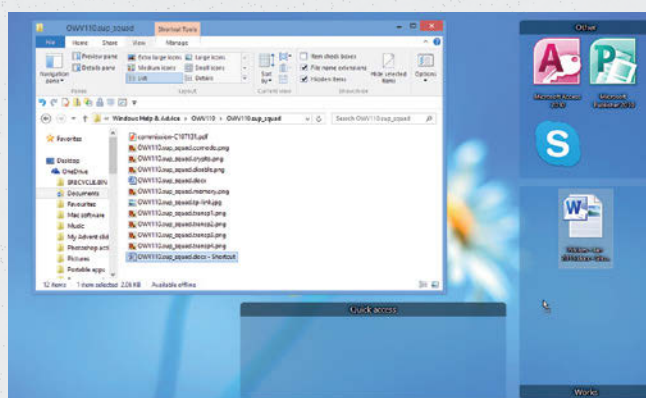 OWV110.sup_squad
Shortcut Tools
File Home Share View Manage
Navigation pane
Preview pane
Details pane
Panes
Extra large icons Large icons
Medium icons Small icons
List Details
Layout
Sort by
Current view
Item check boxes
File name extensions
Hidden items
Hide selected items
Show/hide
Options
Windows Help & Advice OWV110 OWV110.sup_squad
Search OWV110.sup_squad
Favorites
Desktop
OneDrive
$RECYCLE.BIN
Documents
Favourites
Mac software
Music
My Advent slid
Photoshop acti
Pictures
Portable apps
commission-C18T131.pdf
OWV110.sup_squad.comodo.png
OWV110.sup_squad.crypto.png
OWV110.sup_squad.disable.png
OWV110.sup_squad.docx
OWV110.sup_squad.memory.png
OWV110.sup_squad.tp-link.jpg
OWV110.sup_squad.transp1.png
OWV110.sup_squad.transp2.png
OWV110.sup_squad.transp3.png
OWV110.sup_squad.transp4.png
OWV110.sup_squad.docx - Shortcut
12 items 1 item selected 2.06 KB Available offline
Other
Microsoft Access 2010
Microsoft Publisher 2010
Quick access
Works